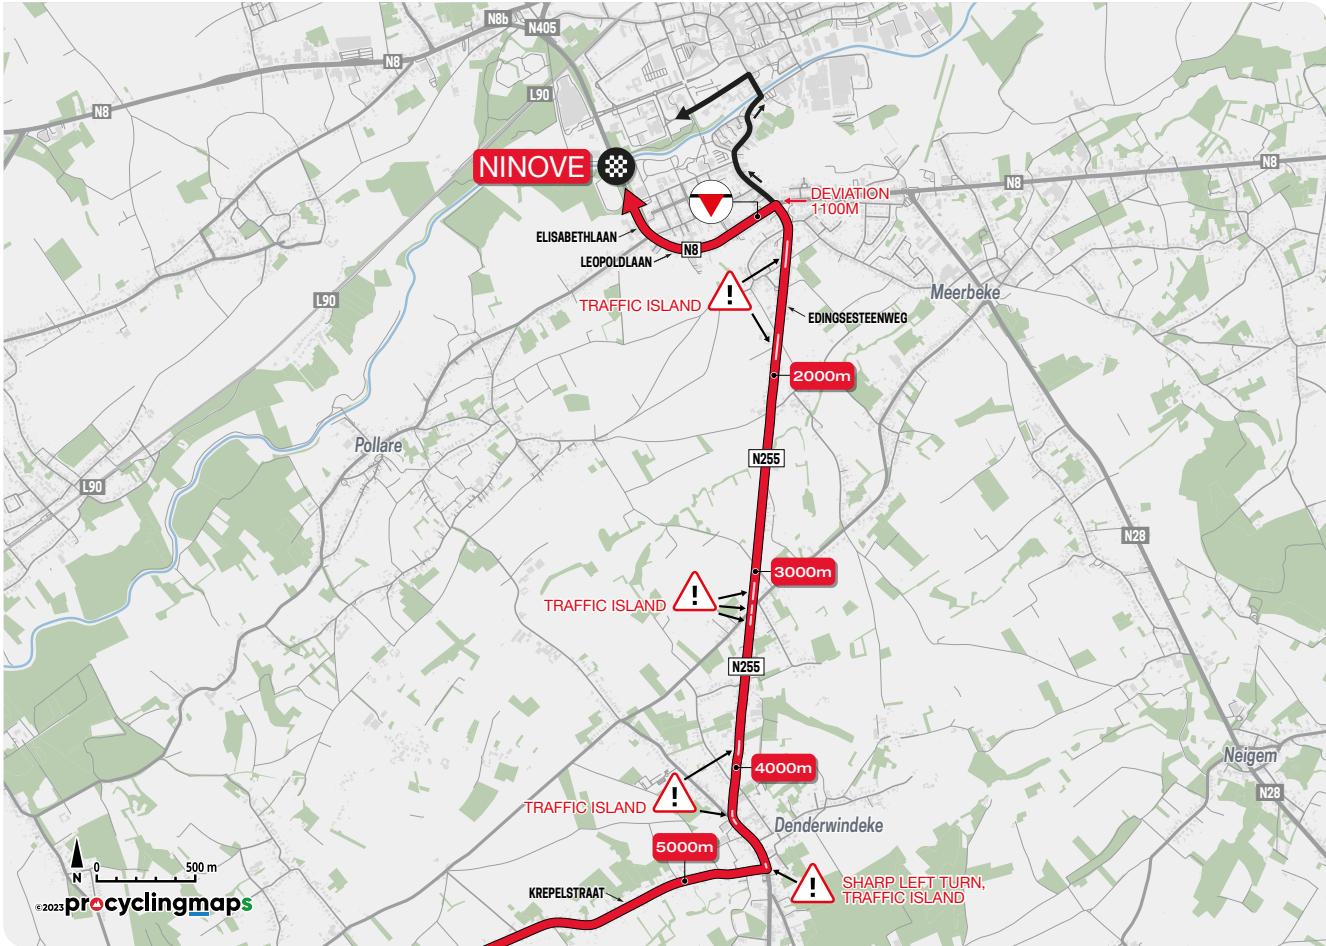 N8b
N405
N8
L90
N8
NINOVE
N8
N8
DEVIATION
1100M
ELISABETHLAAN
N8
LEOPOLDLAAN
L90
TRAFFIC ISLAND
!
Meerbeke
EDINGSESTEENWEG
2000m
Pollare
N255
L90
N28
3000m
!
TRAFFIC ISLAND
N255
Neigem
4000m
!
N28
TRAFFIC ISLAND
Denderwindeke
5000m
N
0
500 m
KREPELSTRAAT
!
SHARP LEFT TURN,
TRAFFIC ISLAND
©2023 procyclingmaps